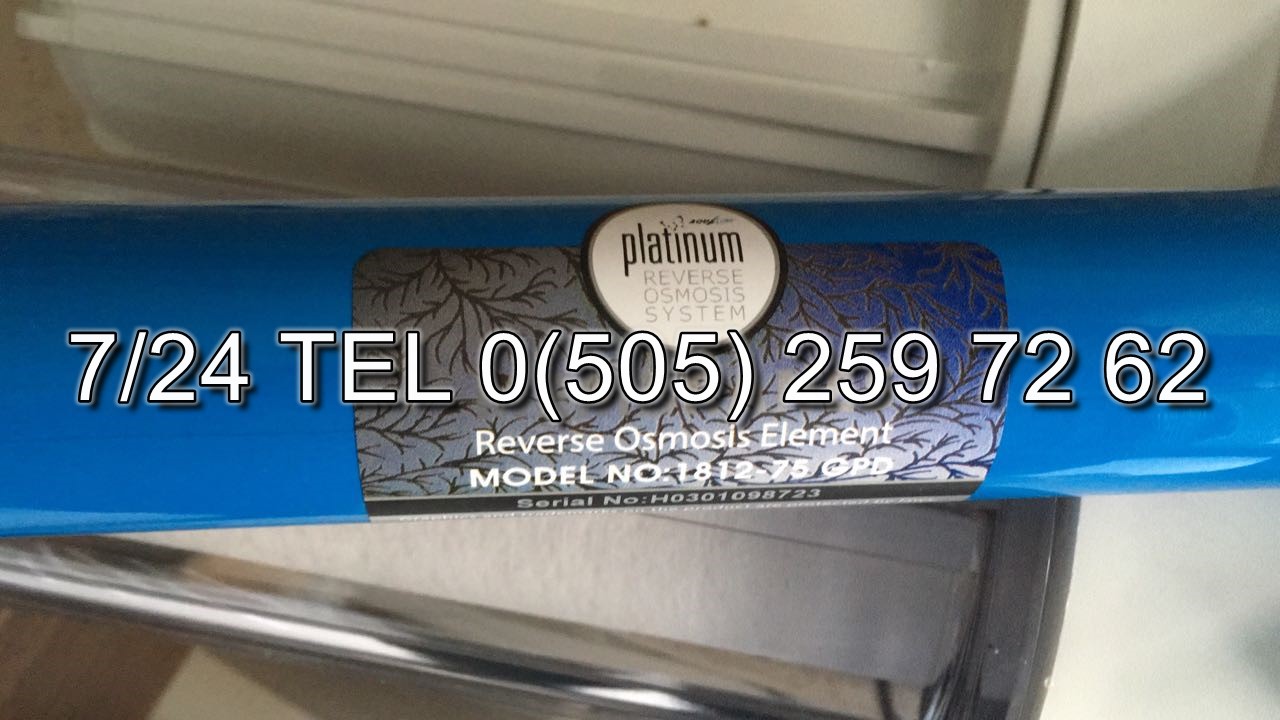 platinum
REVERSE
OSMOSIS
SYSTEM
7/24 TEL 0(505) 259 72 62
Reverse Osmosis Element
MODEL NO:1812-75 GPD
Serial No:H0301098723